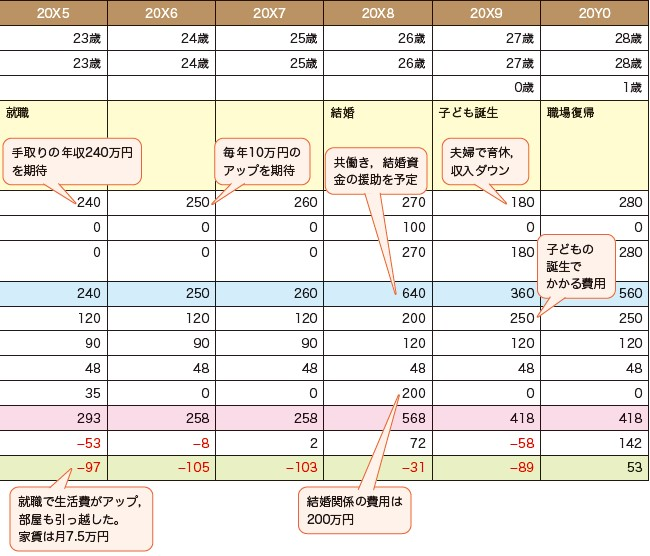 20X5 20X6 20X7 20X8 20X9 20Y0
23歳 24歳 25歳 26歳 27歳 28歳
23歳 24歳 25歳 26歳 27歳 28歳
0歳 1歳
就職 結婚 子ども誕生 職場復帰
手取りの年収240万円
を期待
毎年10万円の
アップを期待
共働き，結婚資
金の援助を予定
夫婦で育休，
収入ダウン
240 250 260 270 180 280
0 0 0 100 0 0
0 0 0 270 180 280
子どもの
誕生で
かかる費用
240 250 260 640 360 560
120 120 120 200 250 250
90 90 90 120 120 120
48 48 48 48 48 48
35 0 0 200 0 0
293 258 258 568 418 418
−53 −8 2 72 −58 142
−97 −105 −103 −31 −89 53
就職で生活費がアップ，
部屋も引っ越した。
家賃は月7.5万円
結婚関係の費用は
200万円